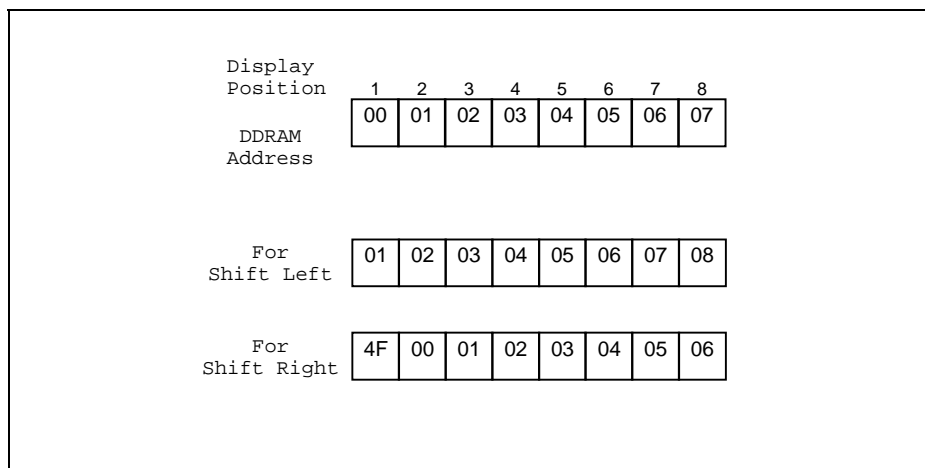 Display
Position 1 2 3 4 5 6 7 8
00 01 02 03 04 05 06 07
DDRAM
Address
For
Shift Left 01 02 03 04 05 06 07 08
For
Shift Right 4F 00 01 02 03 04 05 06